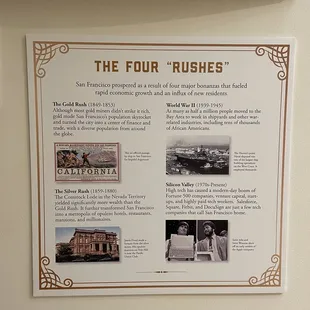 THE FOUR "RUSHES"
San Francisco prospered as a result of four major bonanzas that fueled
rapid economic growth and an influx of new residents
The Gold Rush (1849-1853)
Although most gold miners didn't strike it rich,
gold made San Francisco's population skyrocket
and turned the city into a center of finance and
trade, with a diverse population from around
the globe.
CALIFORNIA
The Silver Rush (1859-1880)
The Comstock Lode in the Nevada Territory
yielded significantly more wealth than the
Gold Rush. It further transformed San Francisco
into a metropolis of opulent hotels, restaurants,
mansions, and millionaires.
World War II (1939-1945)
As many as half a million people moved to the
Bay Area to work in shipyards and other war-
related industries, including tens of thousands
of African Americans.
Silicon Valley (1970s-Present)
High tech has caused a modern-day boom of
Fortune 500 companies, venture capital, start-
ups, and highly paid tech workers. Salesforce,
Square, Fitbit, and DocuSign are just a few tech
companies that call San Francisco home.